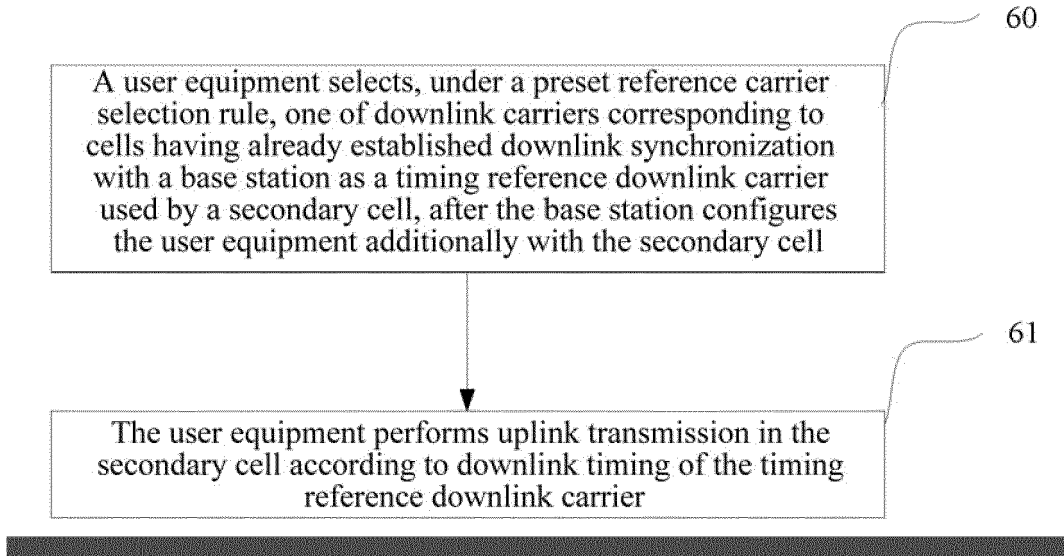 60
A user equipment selects, under a preset reference carrier
selection rule, one of downlink carriers corresponding to
cells having already established downlink synchronization
with a base station as a timing reference downlink carrier
used by a secondary cell, after the base station configures
the user equipment additionally with the secondary cell
61
The user equipment performs uplink transmission in the
secondary cell according to downlink timing of the timing
reference downlink carrier